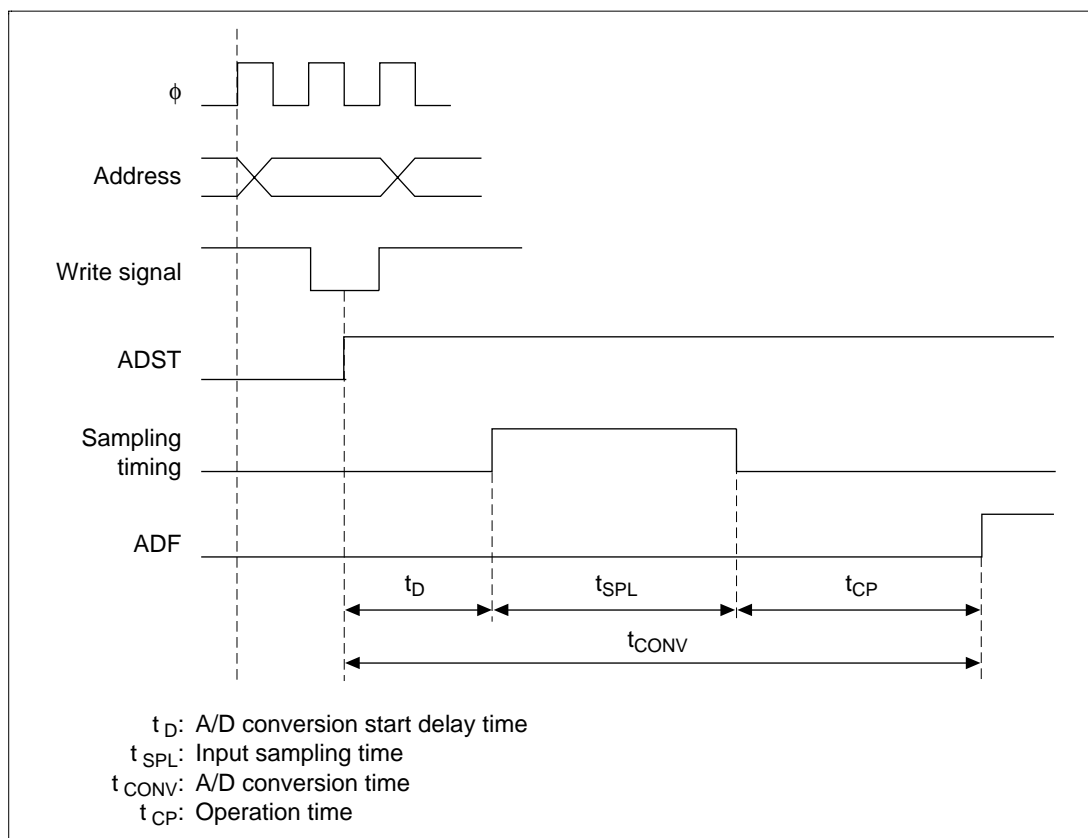 ϕ
Address
Write signal
ADST
Sampling
timing
ADF
tD
tSPL
tCP
tCONV
tD: A/D conversion start delay time
tSPL: Input sampling time
tCONV: A/D conversion time
tCP: Operation time